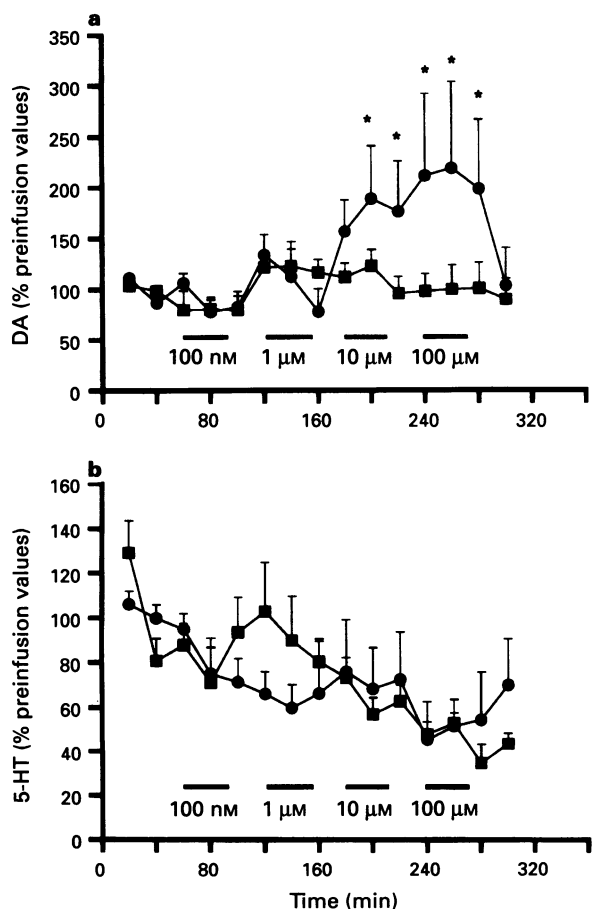 a
350
300
250
200
150
100
50
0
DA (% preinfusion values)
* * * * *
100 nM 1 μM 10 μM 100 μM
0 80 160 240 320
b
160
140
120
100
80
60
40
20
0
5-HT (% preinfusion values)
100 nM 1 μM 10 μM 100 μM
0 80 160 240 320
Time (min)